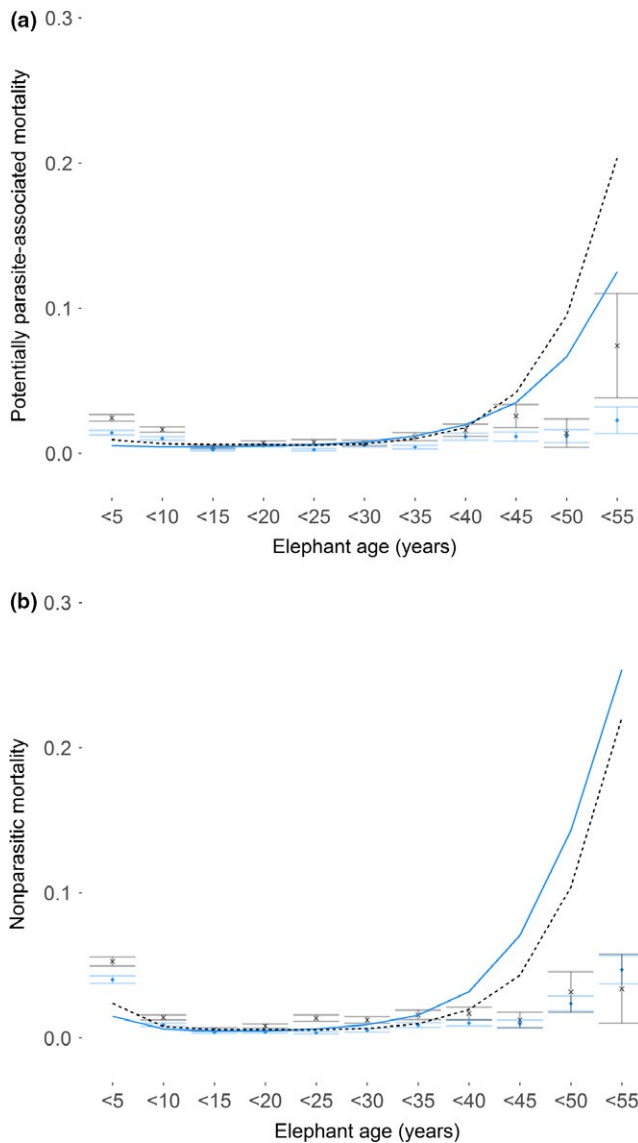 (a)
0.3
0.2
0.1
0.0
Potentially parasite-associated mortality
<5 <10 <15 <20 <25 <30 <35 <40 <45 <50 <55
Elephant age (years)
(b)
0.3
0.2
0.1
0.0
Nonparasitic mortality
<5 <10 <15 <20 <25 <30 <35 <40 <45 <50 <55
Elephant age (years)